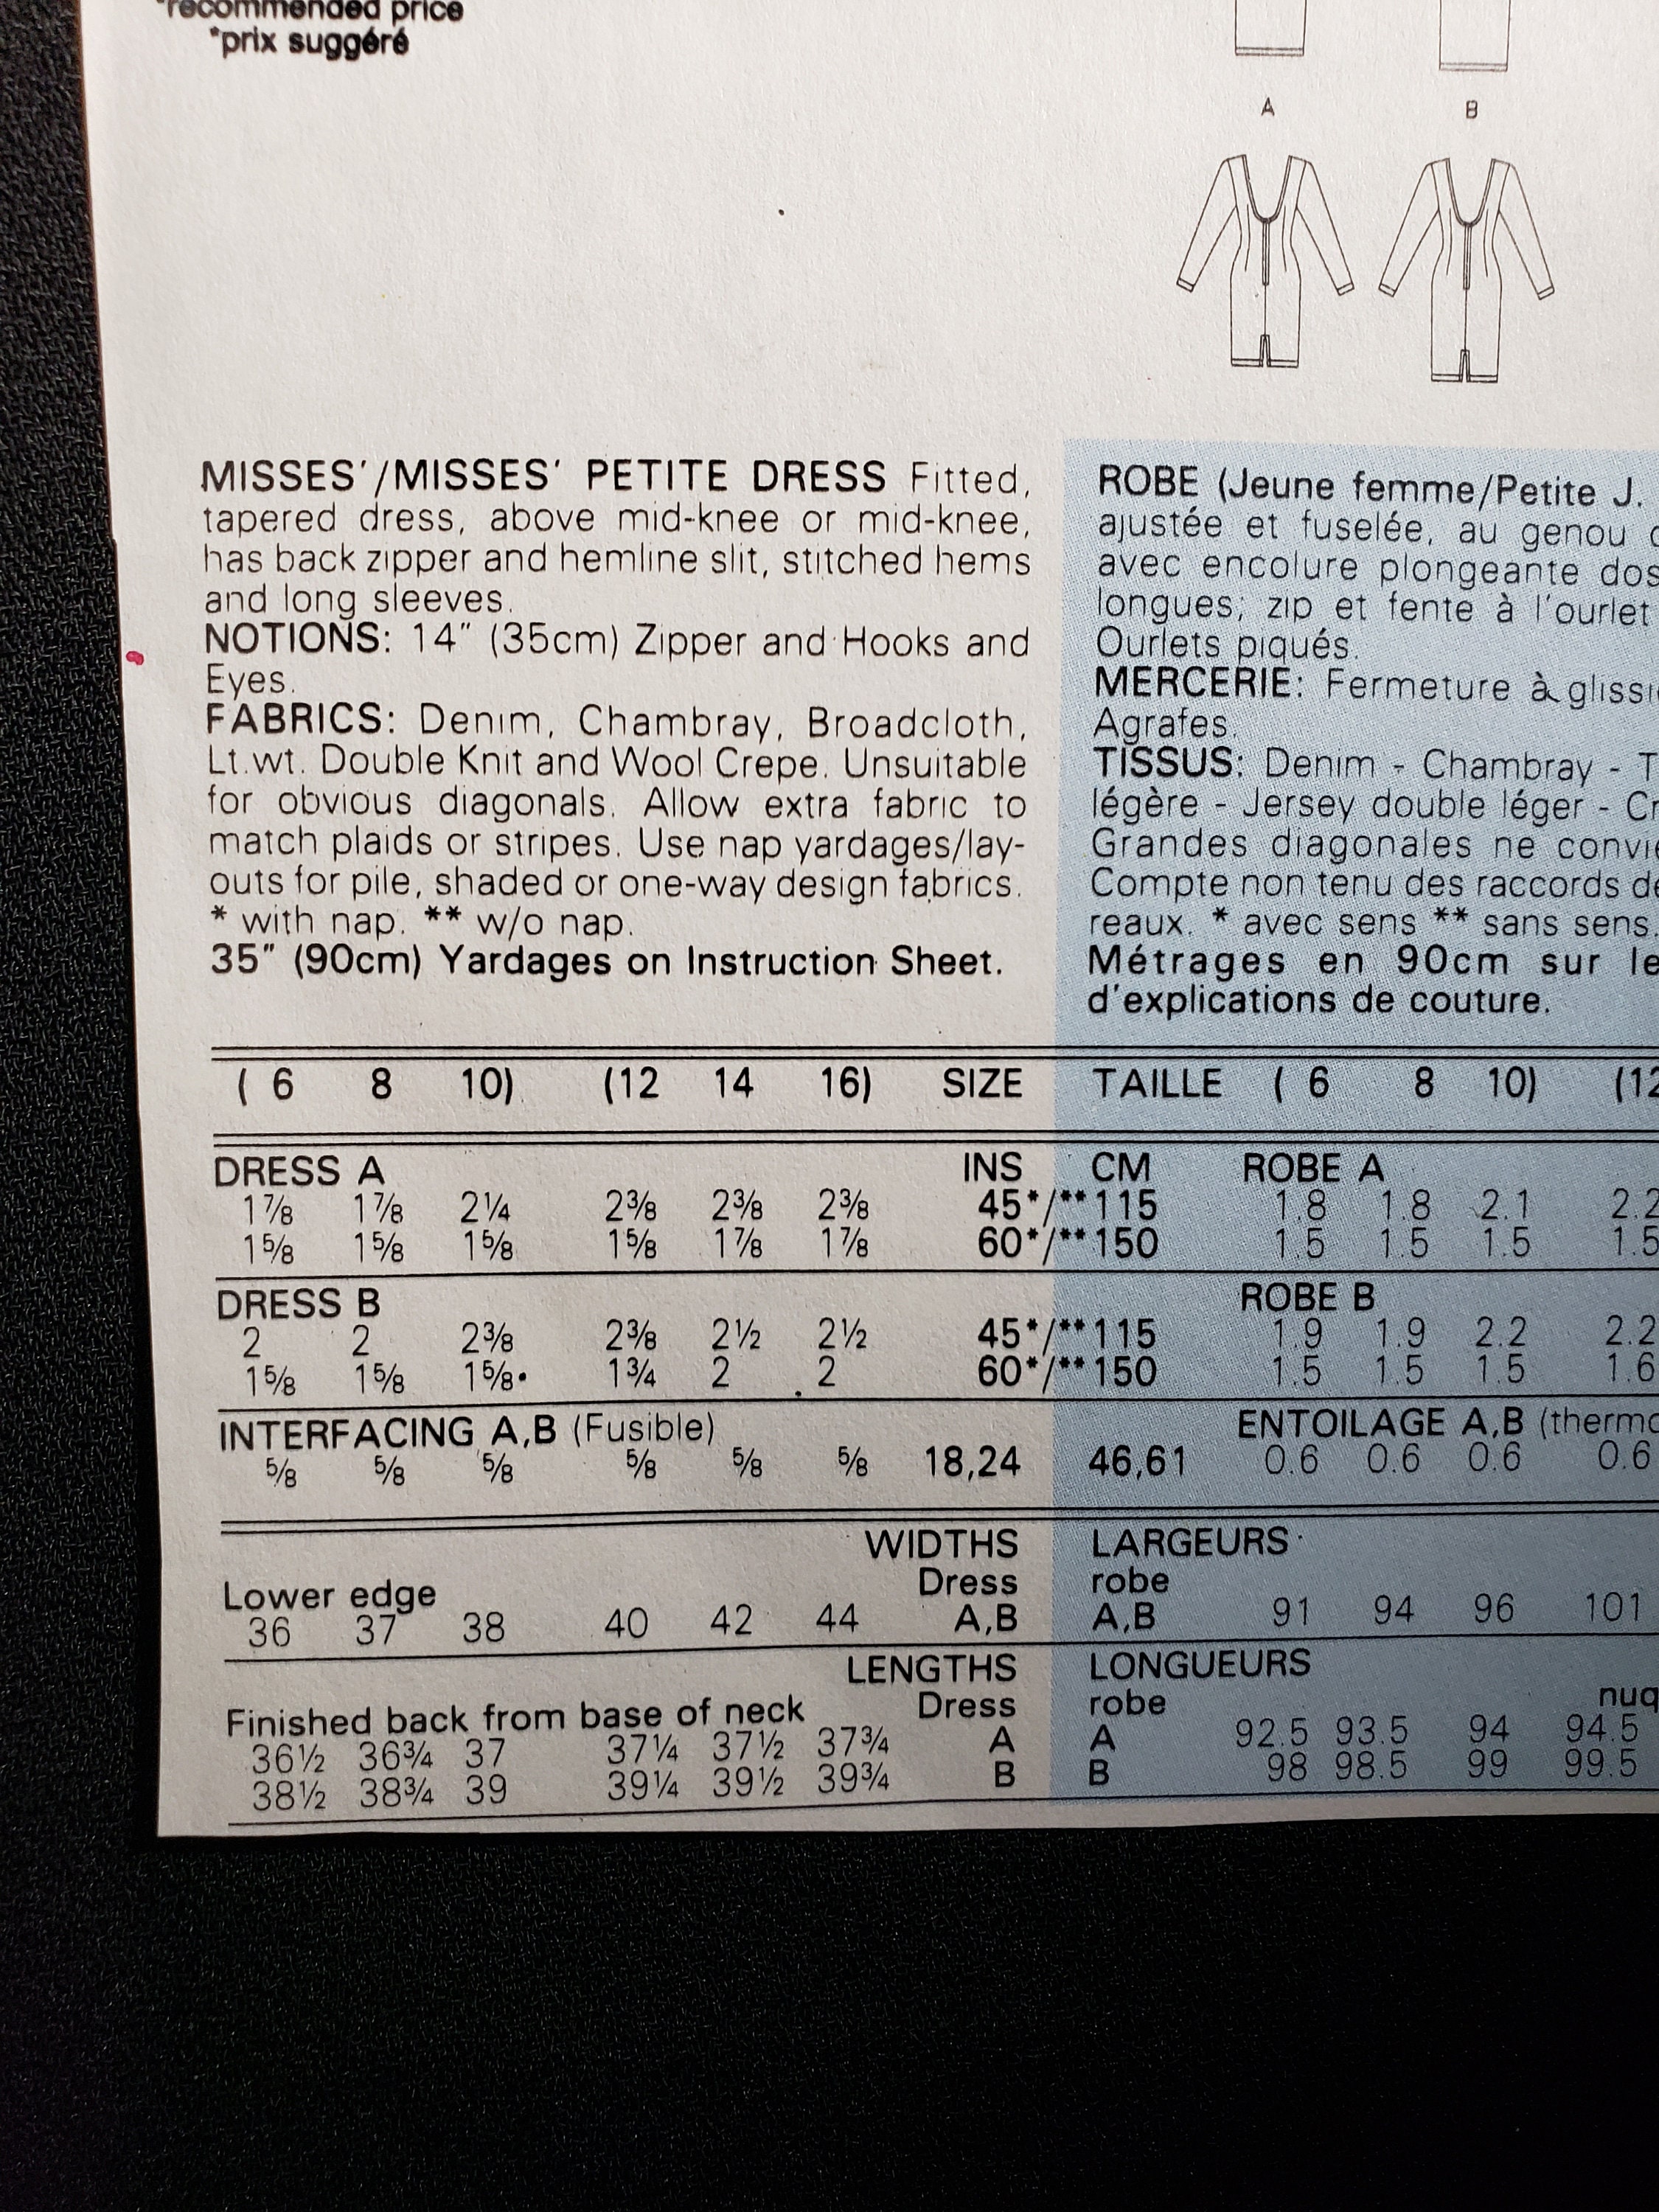 *recommended price
*prix suggéré
A B
MISSES'/MISSES' PETITE DRESS Fitted,
tapered dress, above mid-knee or mid-knee,
has back zipper and hemline slit, stitched hems
and long sleeves.
NOTIONS: 14" (35cm) Zipper and Hooks and
Eyes.
FABRICS: Denim, Chambray, Broadcloth,
Lt.wt. Double Knit and Wool Crepe. Unsuitable
for obvious diagonals. Allow extra fabric to
match plaids or stripes. Use nap yardages/lay-
outs for pile, shaded or one-way design fabrics.
* with nap. ** w/o nap.
35" (90cm) Yardages on Instruction Sheet.
ROBE (Jeune femme/Petite J.
ajustée et fuselée, au genou
avec encolure plongeante dos
longues; zip et fente à l'ourlet
Ourlets piqués.
MERCERIE: Fermeture à
Agrafes.
TISSUS: Denim - Chambray -
légère - Jersey double léger -
Grandes diagonales ne
Compte non tenu des raccords
reaux. * avec sens ** sans sens.
Métrages en 90cm sur
d'explications de couture.
( 6 8 10) (12 14 16) SIZE TAILLE ( 6 8 10) (12
DRESS A INS CM ROBE A
1⅞ 1⅞ 2¼ 2⅜ 2⅜ 2⅜ 45*/**115 1.8 1.8 2.1 2.2
1⅝ 1⅝ 1⅝ 1⅝ 1⅞ 1⅞ 60*/**150 1.5 1.5 1.5 1.5
DRESS B ROBE B
2 2 2⅜ 2⅜ 2½ 2½ 45*/**115 1.9 1.9 2.2 2.2
1⅝ 1⅝ 1⅝ 1¾ 2 2 60*/**150 1.5 1.5 1.5 1.6
INTERFACING A,B (Fusible) ENTOILAGE A,B
⅝ ⅝ ⅝ ⅝ ⅝ ⅝ 18,24 46,61 0.6 0.6 0.6 0.6
WIDTHS LARGEURS
Lower edge Dress robe
36 37 38 40 42 44 A,B A,B 91 94 96 101
LENGTHS LONGUEURS
Finished back from base of neck Dress robe
36½ 36¾ 37 37¼ 37½ 37¾ A A 92.5 93.5 94 94.5
38½ 38¾ 39 39¼ 39½ 39¾ B B 98 98.5 99 99.5